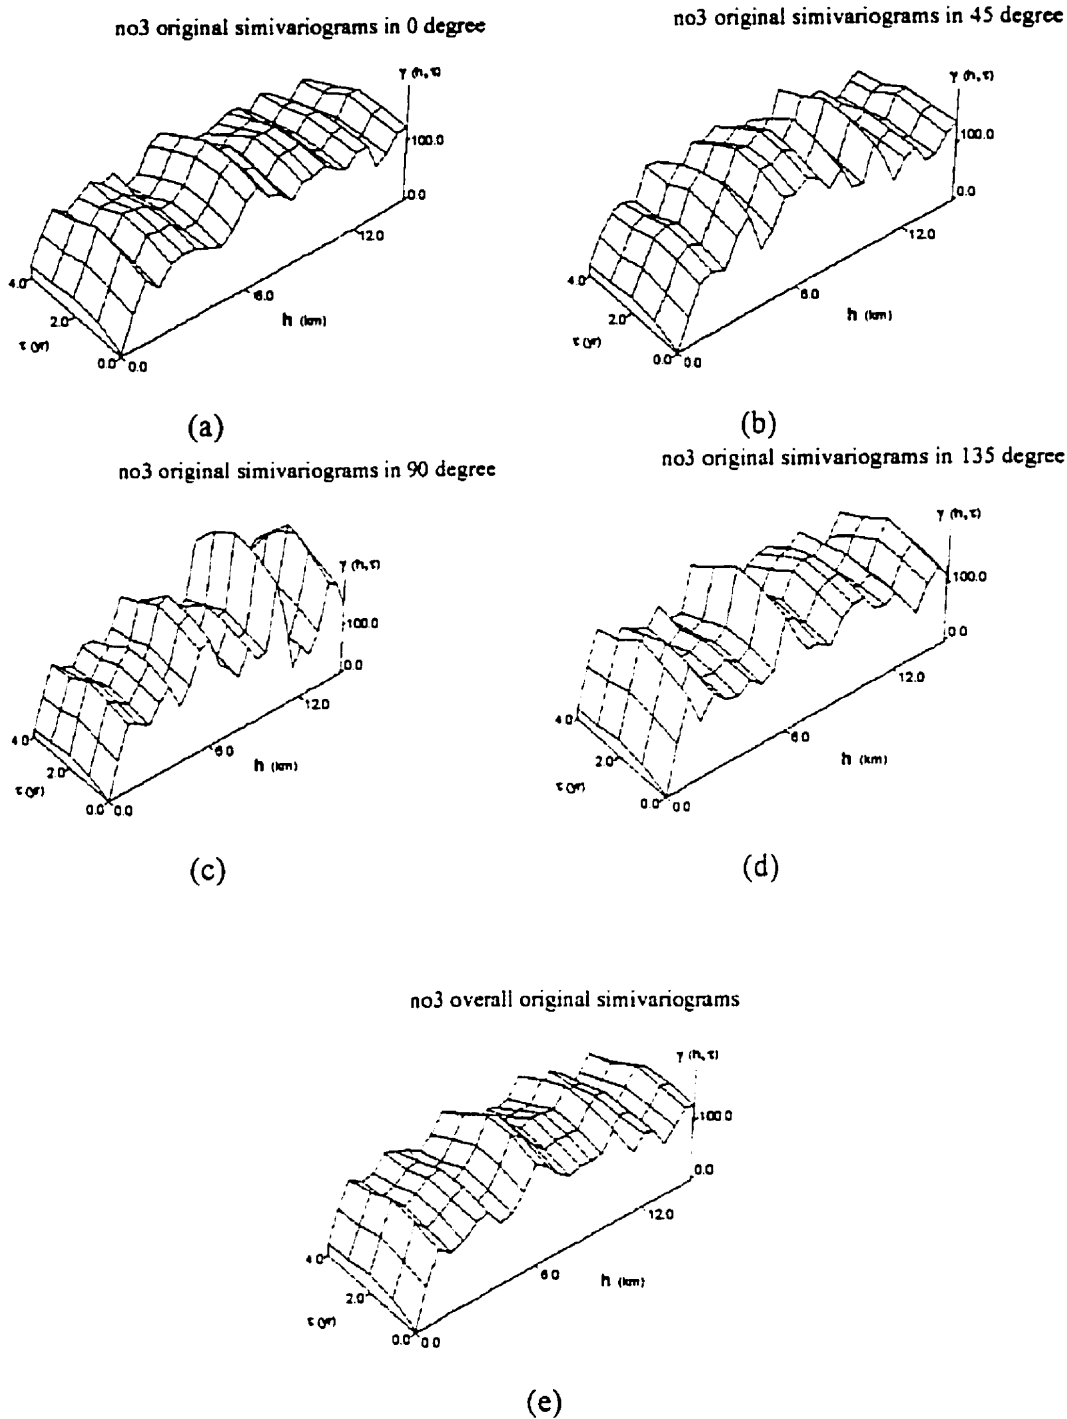 no3 original simivariograms in 0 degree
γ (h, τ)
100.0
0.0
12.0
6.0
h (km)
4.0
2.0
τ (yr)
0.0
0.0
(a)
no3 original simivariograms in 45 degree
γ (h, τ)
100.0
0.0
12.0
6.0
h (km)
4.0
2.0
τ (yr)
0.0
0.0
(b)
no3 original simivariograms in 90 degree
γ (h, τ)
100.0
0.0
12.0
6.0
h (km)
4.0
2.0
τ (yr)
0.0
0.0
(c)
no3 original simivariograms in 135 degree
γ (h, τ)
100.0
0.0
12.0
6.0
h (km)
4.0
2.0
τ (yr)
0.0
0.0
(d)
no3 overall original simivariograms
γ (h, τ)
100.0
0.0
12.0
6.0
h (km)
4.0
2.0
τ (yr)
0.0
0.0
(e)